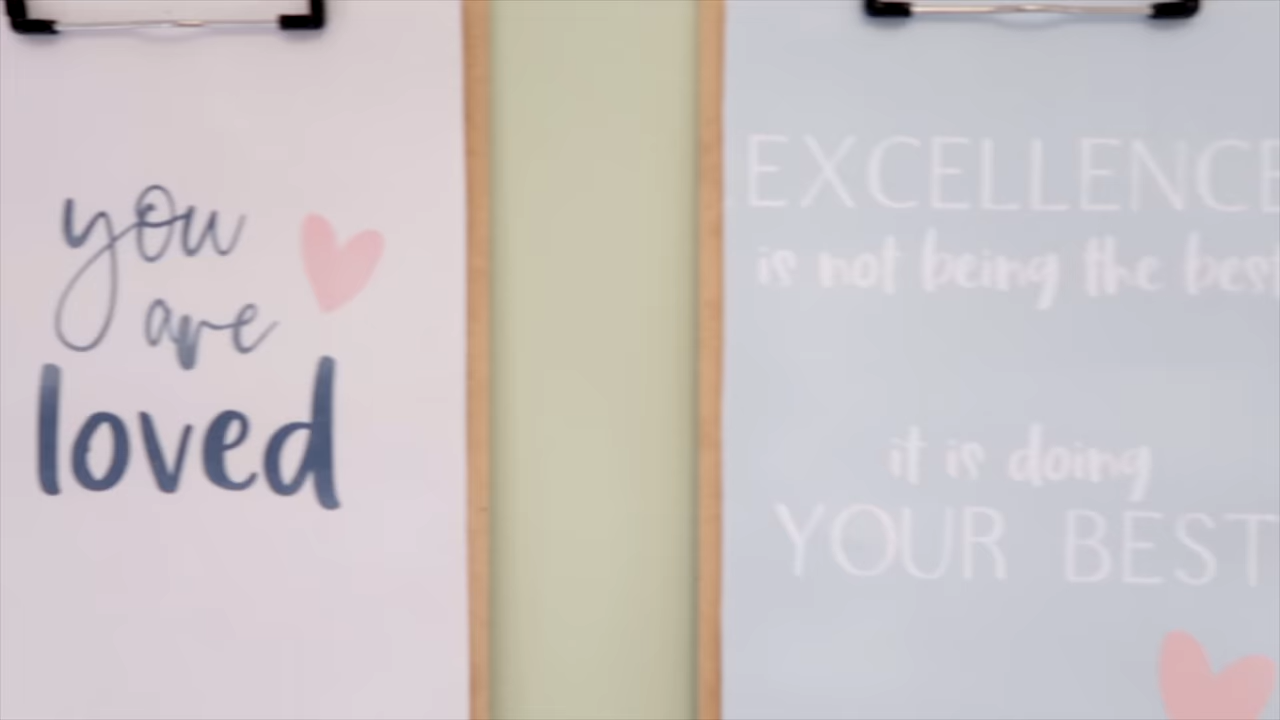 you
are
loved
EXCELLENCE
is not being the best
it is doing
YOUR BEST